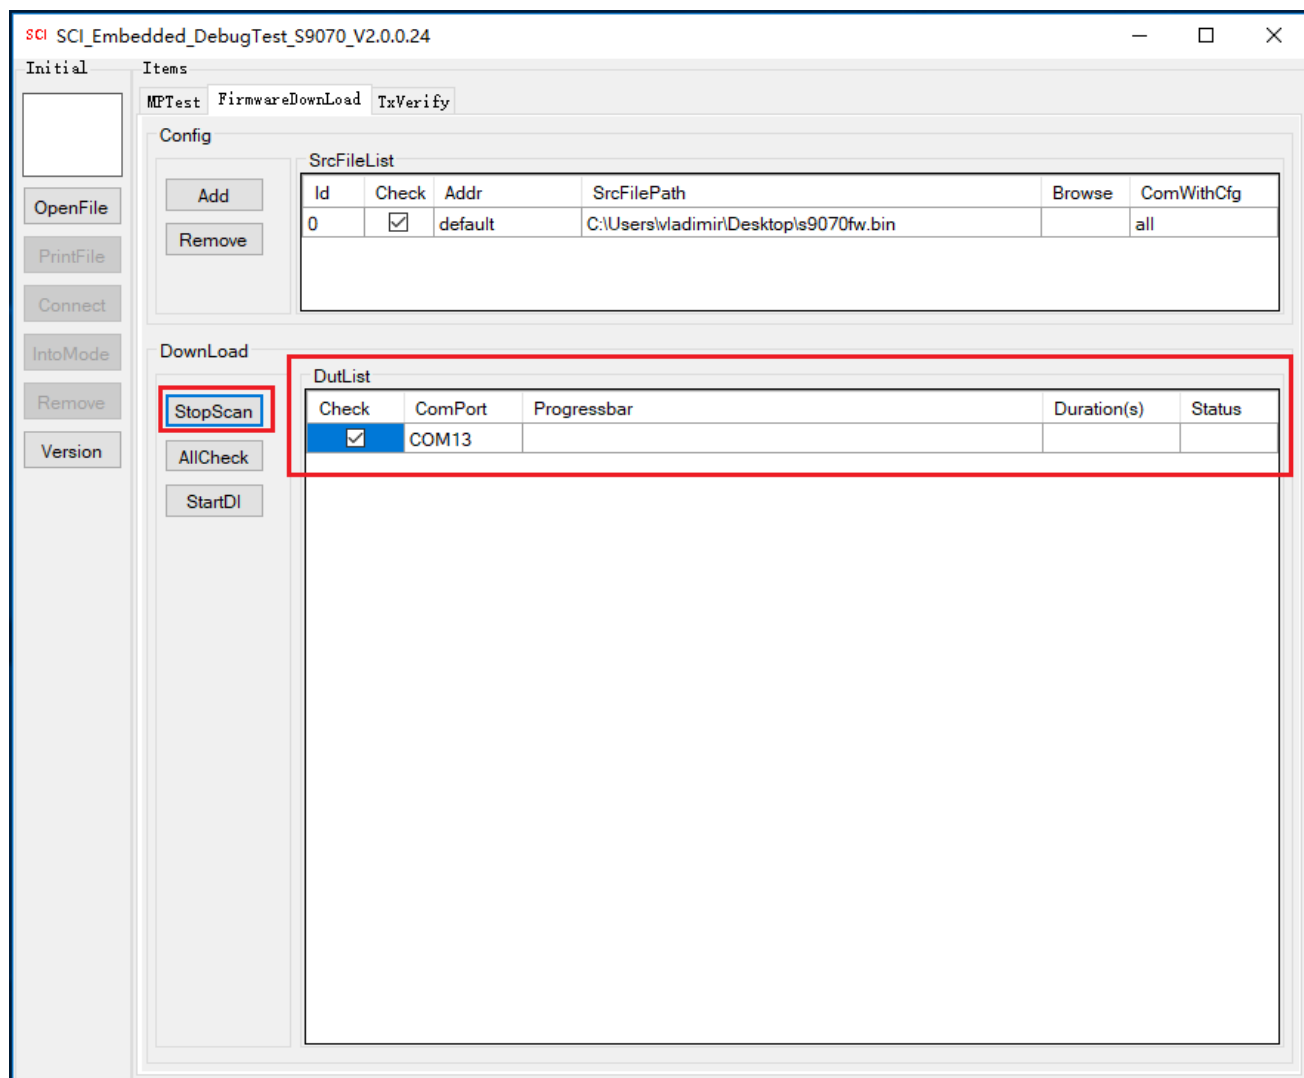 SCI SCI_Embedded_DebugTest_S9070_V2.0.0.24
Initial
Items
MPTest FirmwareDownLoad TxVerify
Config
SrcFileList
Add
Remove
Id Check Addr SrcFilePath Browse ComWithCfg
0 default C:\Users\vladimir\Desktop\s9070fw.bin all
OpenFile
PrintFile
Connect
IntoMode
Remove
Version
DownLoad
StopScan
AllCheck
StartDl
DutList
Check ComPort Progressbar Duration(s) Status
COM13